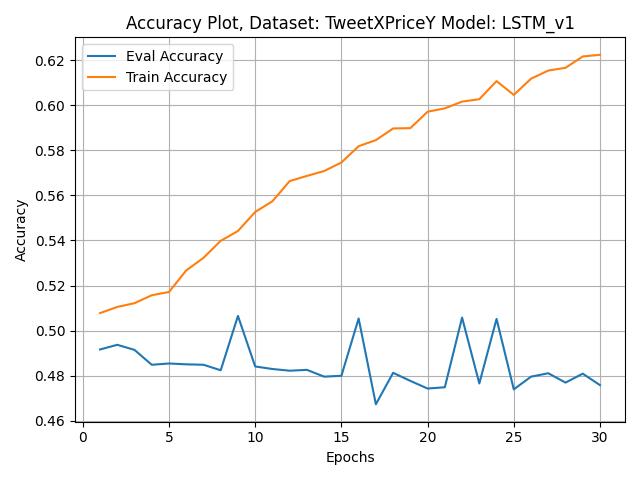 Accuracy Plot, Dataset: TweetXPriceY Model: LSTM_v1
Eval Accuracy
Train Accuracy
0.62
0.60
0.58
0.56
0.54
0.52
0.50
0.48
0.46
Accuracy
0 5 10 15 20 25 30
Epochs